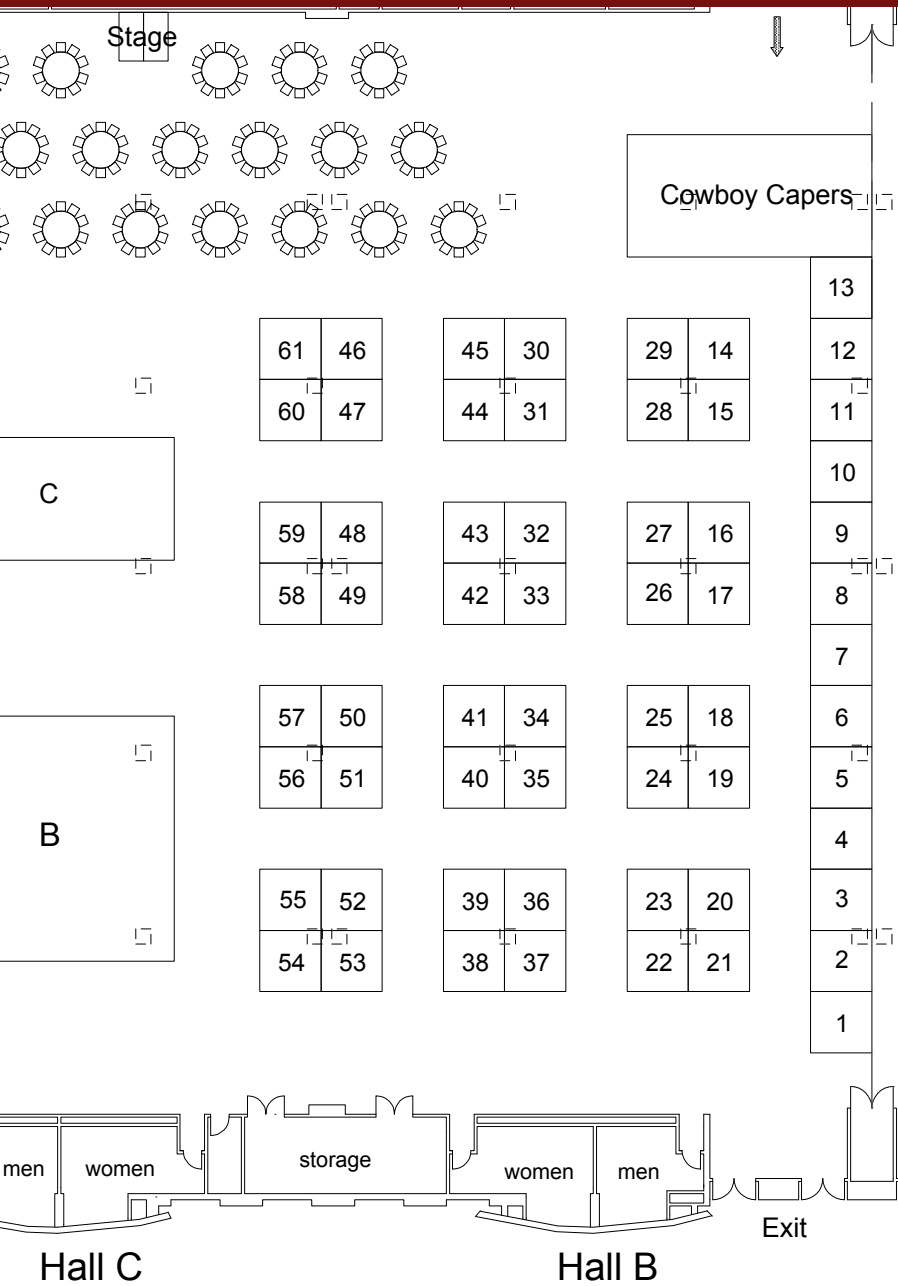 Stage
Cowboy Capers
13
61 46 45 30 29 14 12
60 47 44 31 28 15 11
C
10
59 48 43 32 27 16 9
58 49 42 33 26 17 8
7
57 50 41 34 25 18 6
56 51 40 35 24 19 5
B
4
55 52 39 36 23 20 3
54 53 38 37 22 21 2
1
men women storage women men
Exit
Hall C Hall B